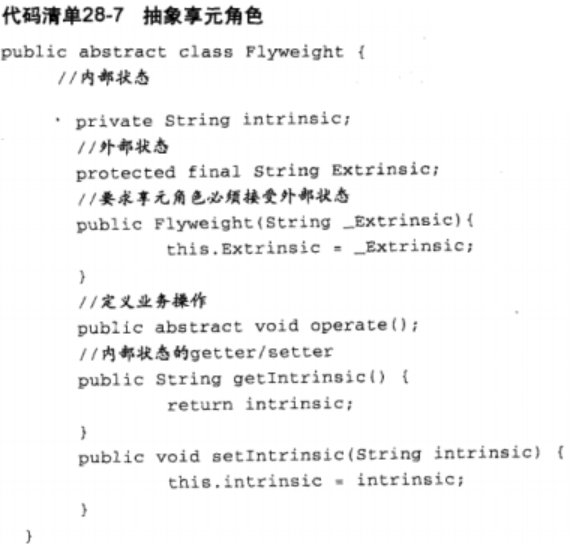 代码清单28-7 抽象享元角色
public abstract class Flyweight {
//内部状态
private String intrinsic;
//外部状态
protected final String Extrinsic;
//要求享元角色必须接受外部状态
public Flyweight(String _Extrinsic){
this.Extrinsic = _Extrinsic;
}
//定义业务操作
public abstract void operate();
//内部状态的getter/setter
public String getIntrinsic() {
return intrinsic;
}
public void setIntrinsic(String intrinsic) {
this.intrinsic = intrinsic;
}
}